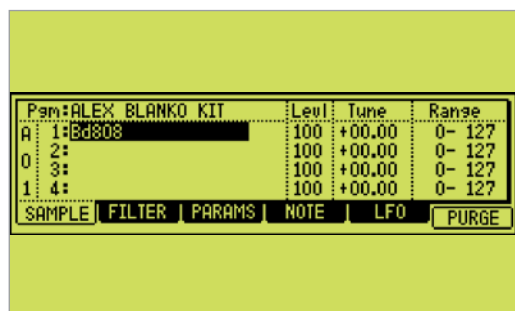 Pgm:ALEX BLANKO KIT Levl Tune Range
A 1:Bd808 100 +00.00 0- 127
2: 100 +00.00 0- 127
0 3: 100 +00.00 0- 127
1 4: 100 +00.00 0- 127
SAMPLE FILTER PARAMS NOTE LFO PURGE